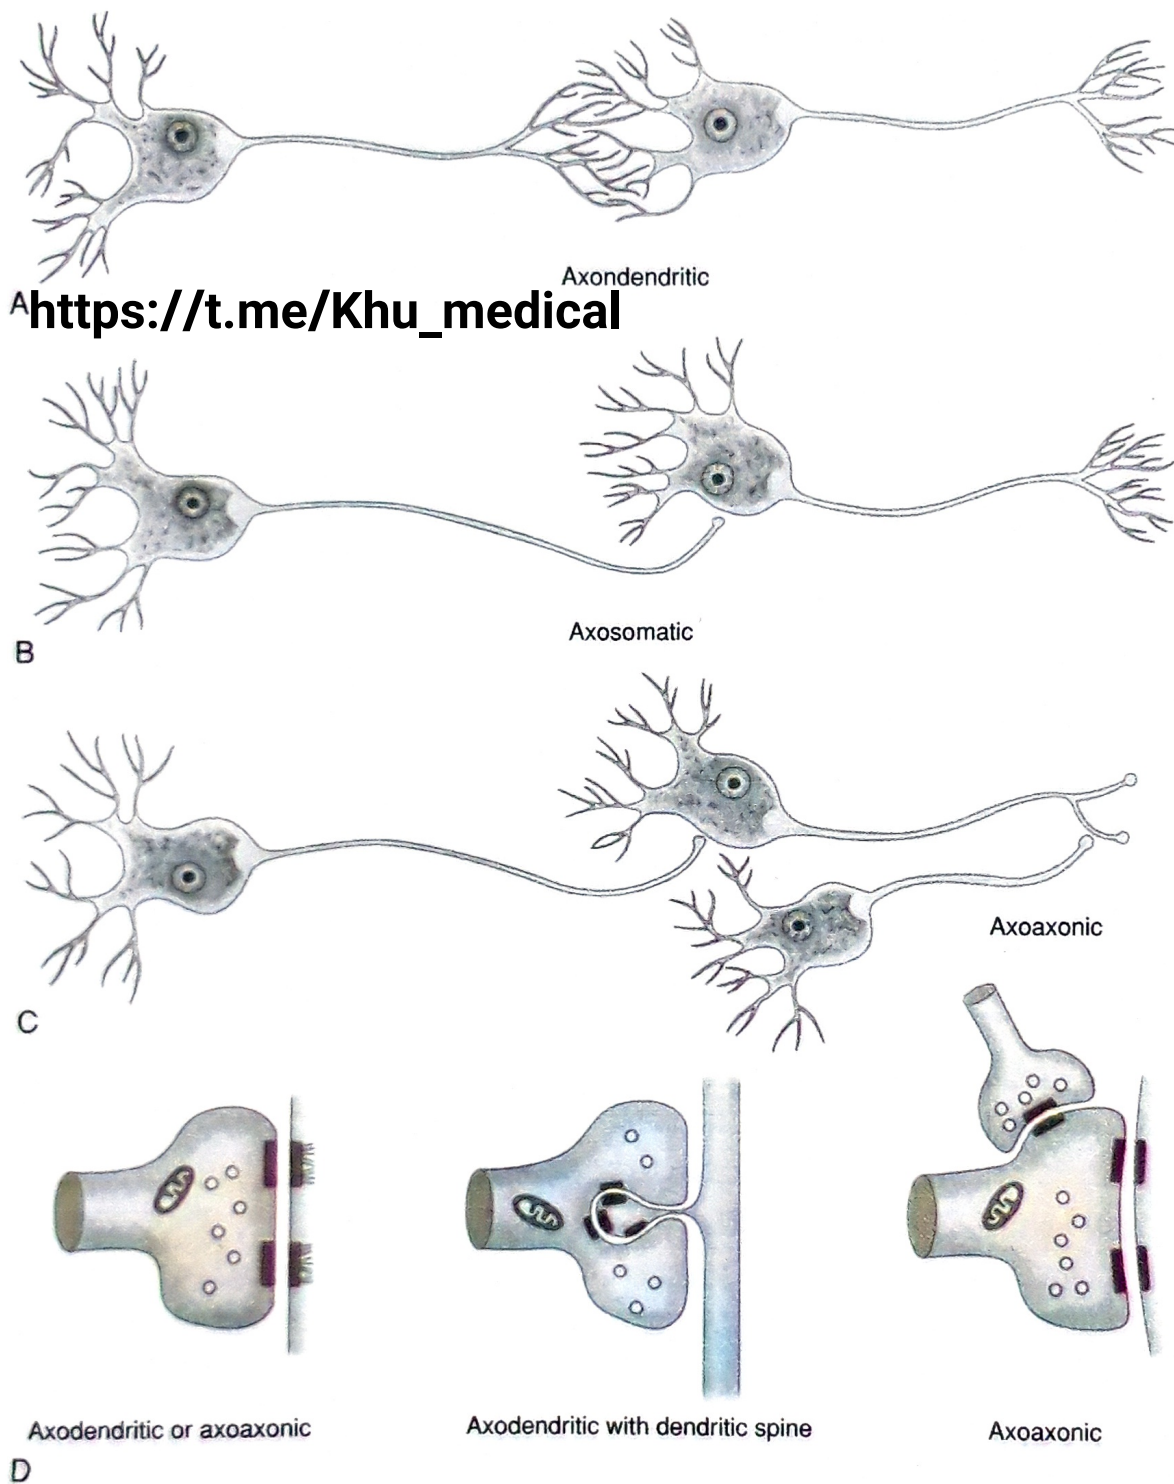 Axondendritic
A
https://t.me/Khu_medical
Axosomatic
B
Axoaxonic
C
Axodendritic or axoaxonic
Axodendritic with dendritic spine
Axoaxonic
D